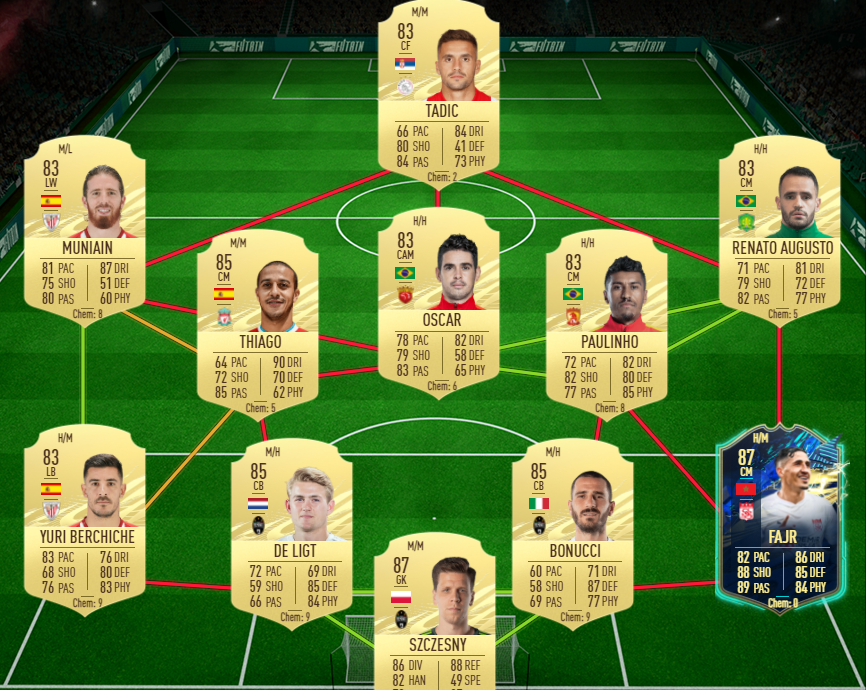 FUTBIN
FUTBIN
FUTBIN
FUTBIN
M/M
83
CF
TADIC
66 PAC 84 DRI
80 SHO 41 DEF
84 PAS 73 PHY
Chem: 2
M/L
83
LW
MUNIAIN
81 PAC 87 DRI
75 SHO 51 DEF
80 PAS 60 PHY
Chem: 8
H/H
83
CM
RENATO AUGUSTO
71 PAC 81 DRI
79 SHO 72 DEF
82 PAS 77 PHY
Chem: 5
M/M
85
CM
THIAGO
64 PAC 90 DRI
72 SHO 70 DEF
85 PAS 62 PHY
Chem: 5
H/H
83
CAM
OSCAR
78 PAC 82 DRI
79 SHO 58 DEF
83 PAS 65 PHY
Chem: 6
H/H
83
CM
PAULINHO
72 PAC 82 DRI
82 SHO 80 DEF
77 PAS 85 PHY
Chem: 8
H/M
83
LB
YURI BERCHICHE
83 PAC 76 DRI
68 SHO 80 DEF
76 PAS 83 PHY
Chem: 9
M/H
85
CB
DE LIGT
72 PAC 69 DRI
59 SHO 85 DEF
66 PAS 84 PHY
Chem: 9
M/H
85
CB
BONUCCI
60 PAC 71 DRI
58 SHO 87 DEF
69 PAS 77 PHY
Chem: 9
H/M
87
CM
FAJR
82 PAC 86 DRI
88 SHO 85 DEF
89 PAS 84 PHY
Chem: 0
M/M
87
GK
SZCZESNY
86 DIV 88 REF
82 HAN 49 SPE